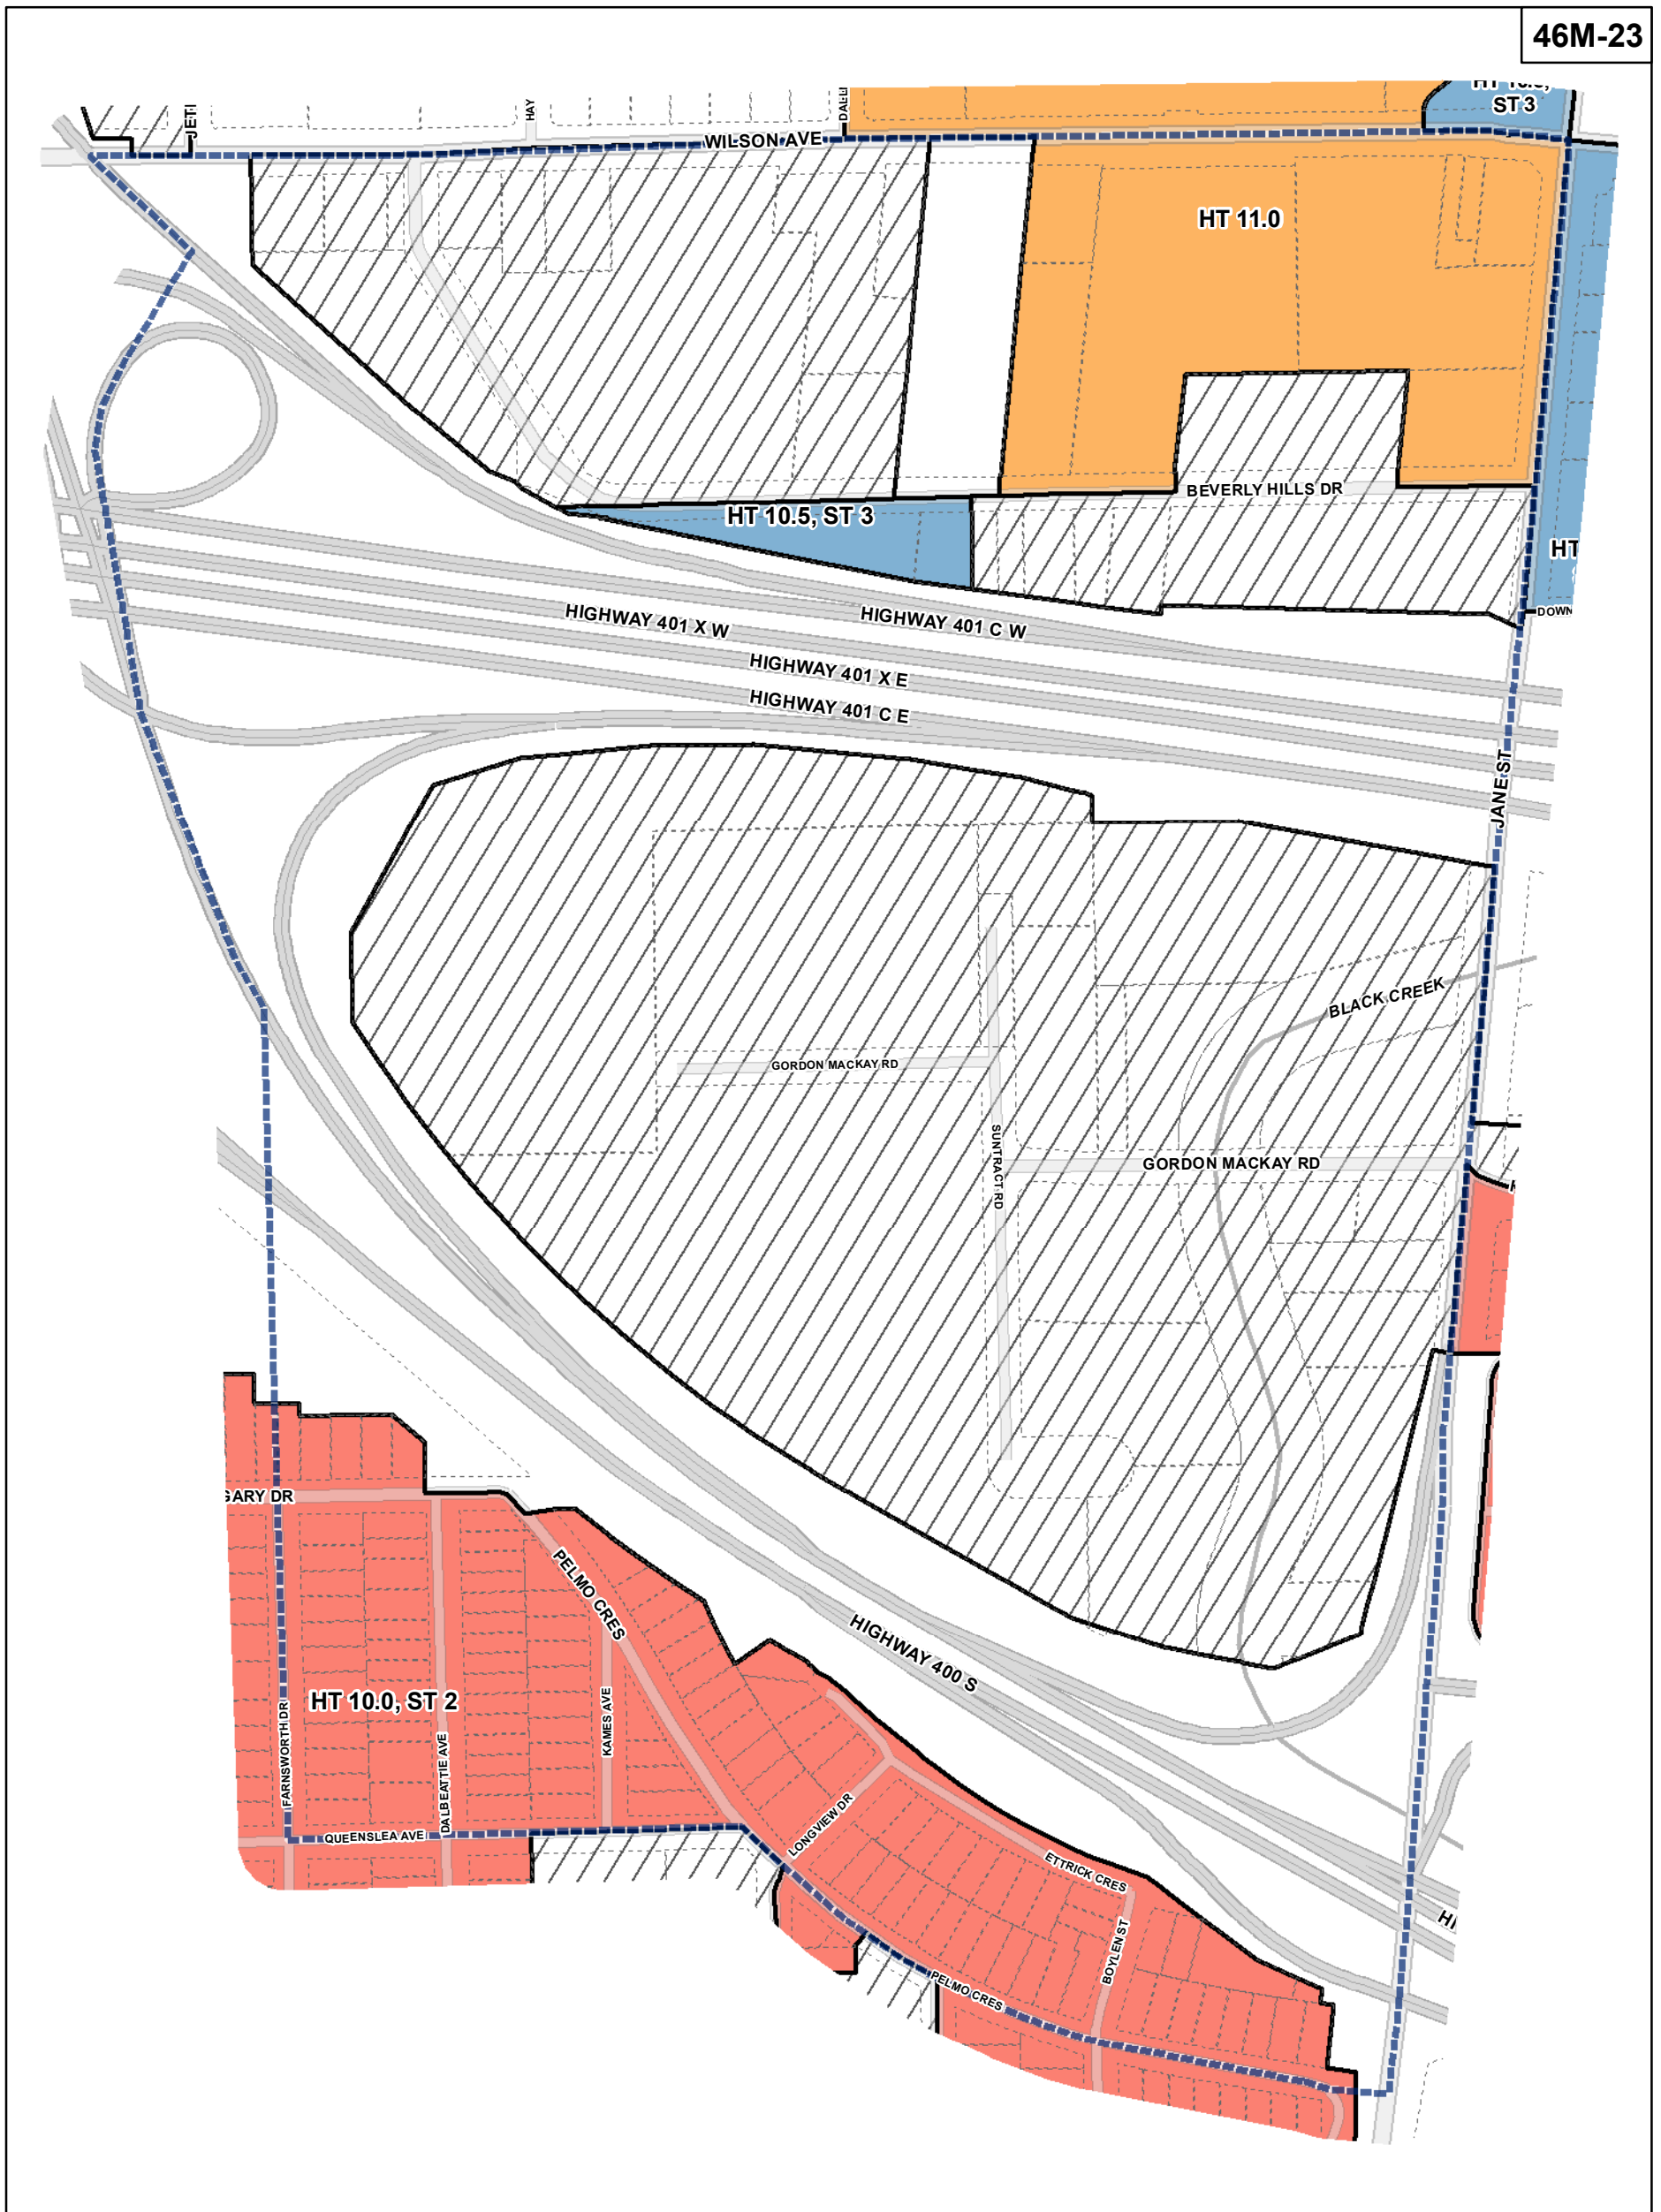 46M-23
ST 3
JETH
HAY
WILSON AVE
HT 11.0
BEVERLY HILLS DR
HT 10.5, ST 3
HT
DOWN
HIGHWAY 401 X W
HIGHWAY 401 C W
HIGHWAY 401 X E
HIGHWAY 401 C E
JANE ST
BLACK CREEK
GORDON MACKAY RD
SUNTRACT RD
GORDON MACKAY RD
GARY DR
PELMO CRES
HIGHWAY 400 S
HT 10.0, ST 2
FARNSWORTH DR
DALBEATTIE AVE
KAMES AVE
QUEENSLEA AVE
LONGVIEW DR
ETTRICK CRES
BOYLEN ST
HI
PELMO CRES